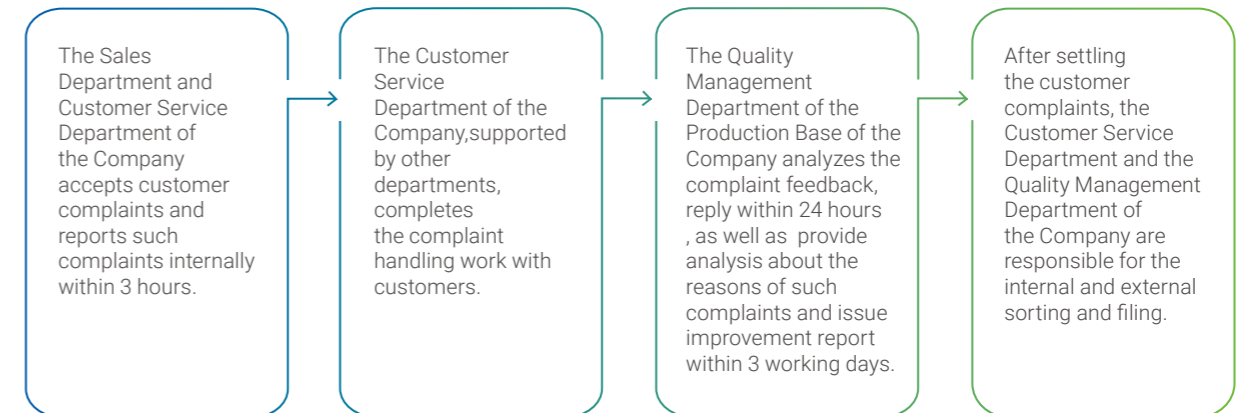 The Sales
Department and
Customer Service
Department of
the Company
accepts customer
complaints and
reports such
complaints internally
within 3 hours.
The Customer
Service
Department of the
Company,supported
by other
departments,
completes
the complaint
handling work with
customers.
The Quality
Management
Department of the
Production Base of the
Company analyzes the
complaint feedback,
reply within 24 hours
, as well as  provide
analysis about the
reasons of such
complaints and issue
improvement report
within 3 working days.
After settling
the customer
complaints, the
Customer Service
Department and the
Quality Management
Department of
the Company are
responsible for the
internal and external
sorting and filing.